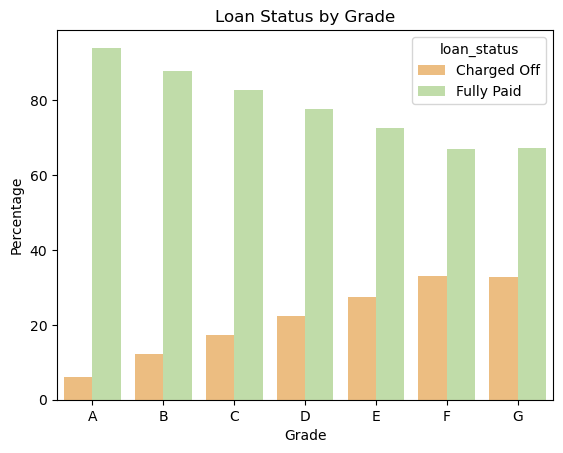 Loan Status by Grade
loan_status
Charged Off
Fully Paid
Percentage
80
60
40
20
0
A B C D E F G
Grade